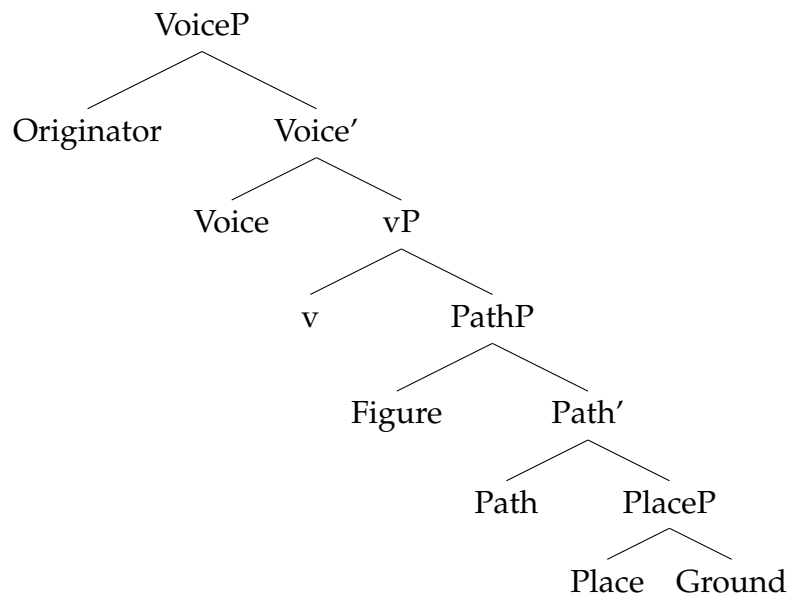 VoiceP
Originator Voice’
Voice vP
v PathP
Figure Path’
Path PlaceP
Place Ground